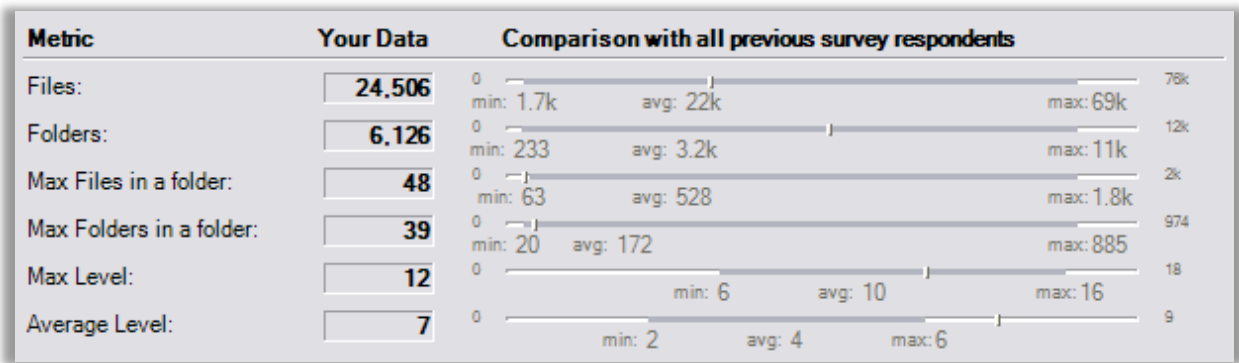 Metric Your Data Comparison with all previous survey respondents
Files: 24,506 0 76k
min: 1.7k avg: 22k max: 69k
Folders: 6,126 0 12k
min: 233 avg: 3.2k max: 11k
Max Files in a folder: 48 0 2k
min: 63 avg: 528 max: 1.8k
Max Folders in a folder: 39 0 974
min: 20 avg: 172 max: 885
Max Level: 12 0 18
min: 6 avg: 10 max: 16
Average Level: 7 0 9
min: 2 avg: 4 max: 6